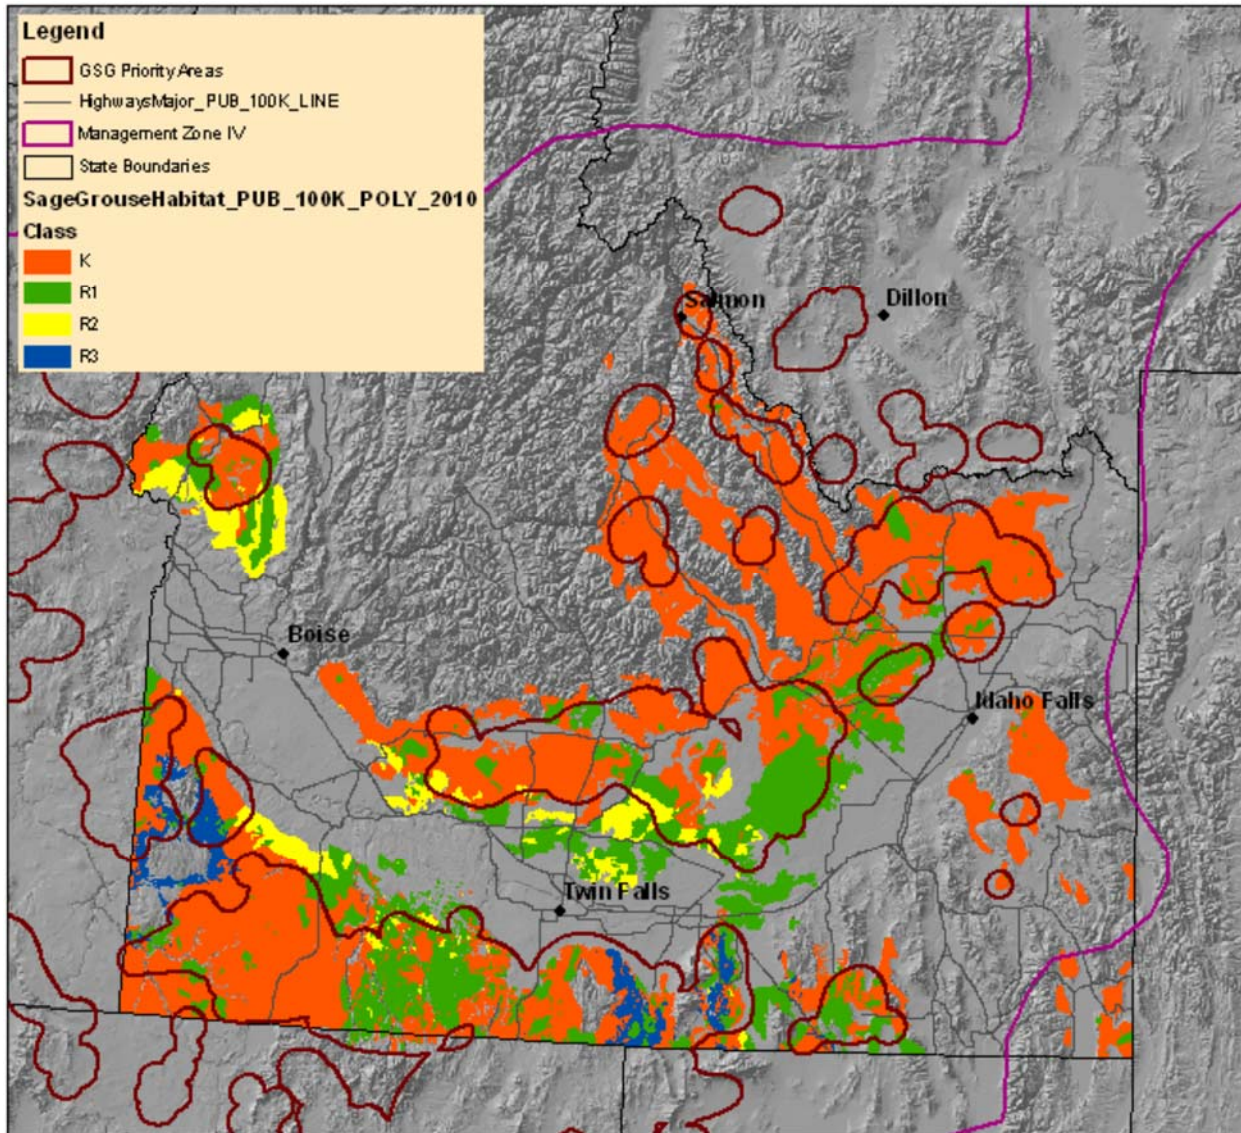 Legend
GSG Priority Areas
HighwaysMajor_PUB_100K_LINE
Management Zone IV
State Boundaries
SageGrouseHabitat_PUB_100K_POLY_2010
Class
K
R1
R2
R3
Salmon
Dillon
Boise
Idaho Falls
Twin Falls